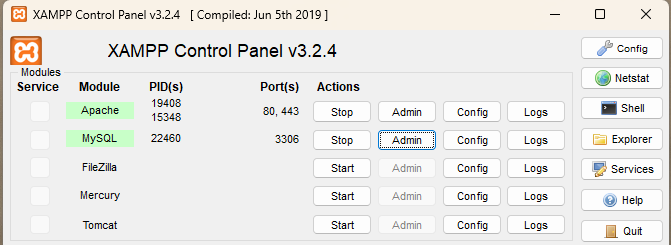 XAMPP Control Panel v3.2.4 [ Compiled: Jun 5th 2019 ]
XAMPP Control Panel v3.2.4
Config
Modules
Service Module PID(s) Port(s) Actions
Netstat
Apache 19408 15348 80, 443 Stop Admin Config Logs
Shell
MySQL 22460 3306 Stop Admin Config Logs
Explorer
FileZilla Start Admin Config Logs
Services
Mercury Start Admin Config Logs
Help
Tomcat Start Admin Config Logs
Quit